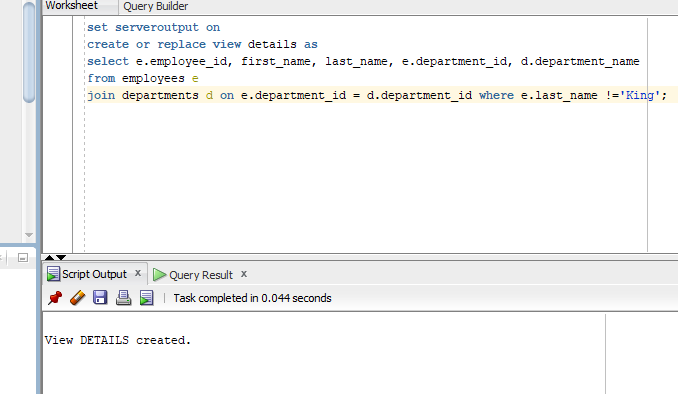 Worksheet Query Builder
set serveroutput on
create or replace view details as
select e.employee_id, first_name, last_name, e.department_id, d.department_name
from employees e
join departments d on e.department_id = d.department_id where e.last_name !='King';
Script Output x Query Result x
Task completed in 0.044 seconds
View DETAILS created.